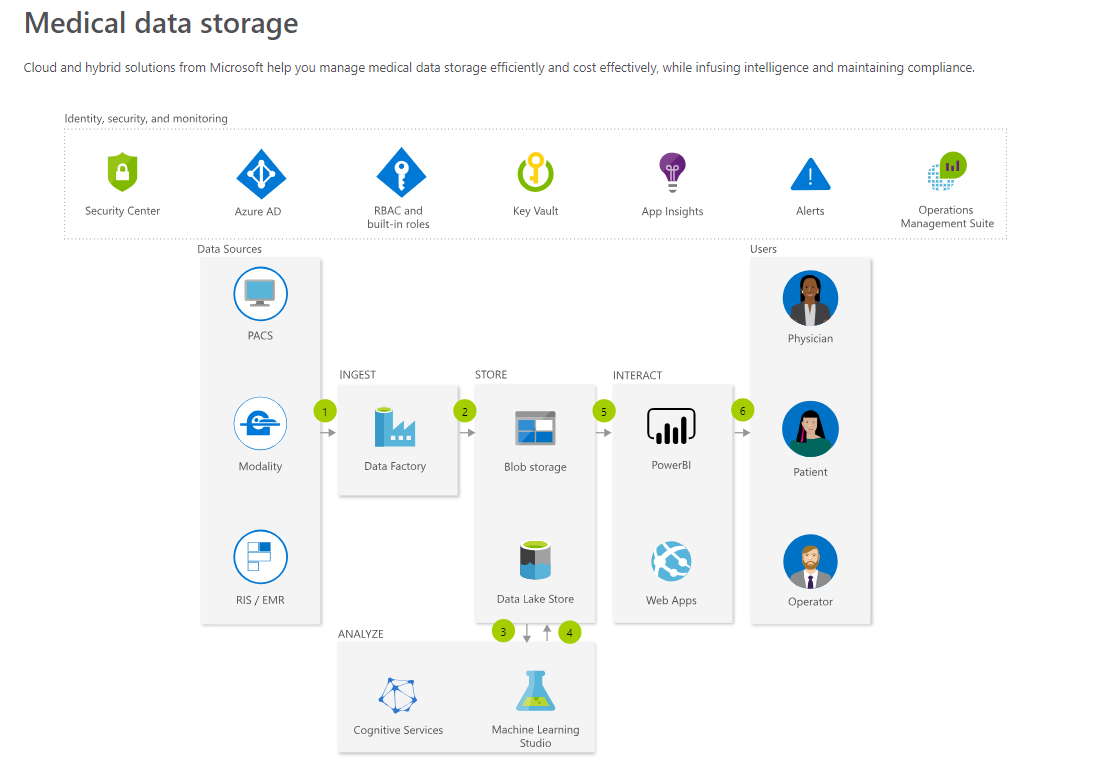 Medical data storage
Cloud and hybrid solutions from Microsoft help you manage medical data storage efficiently and cost effectively, while infusing intelligence and maintaining compliance.
Identity, security, and monitoring
Security Center
Azure AD
RBAC and
built-in roles
Key Vault
App Insights
Alerts
Operations
Management Suite
Data Sources
PACS
Modality
RIS / EMR
1
INGEST
Data Factory
2
STORE
Blob storage
Data Lake Store
3
4
ANALYZE
Cognitive Services
Machine Learning
Studio
5
INTERACT
PowerBI
Web Apps
6
Users
Physician
Patient
Operator